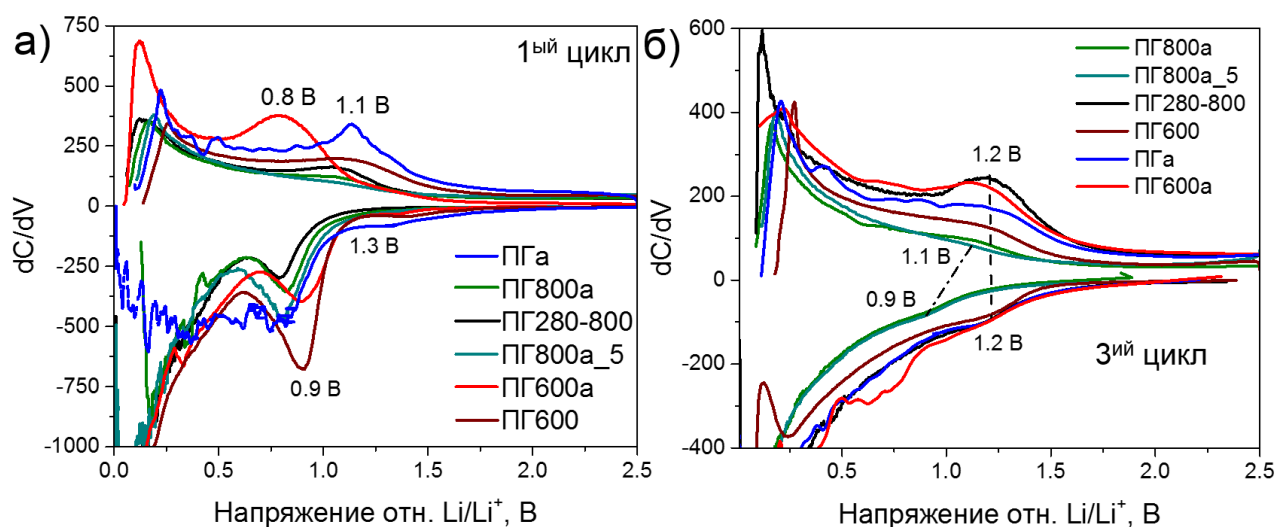 а)
1ый цикл
dC/dV
750
500
250
0
-250
-500
-750
-1000
0.8 В
1.1 В
1.3 В
0.9 В
ПГа
ПГ800а
ПГ280-800
ПГ800а_5
ПГ600а
ПГ600
0.0
0.5
1.0
1.5
2.0
2.5
Напряжение отн. Li/Li+, В
б)
dC/dV
600
400
200
0
-200
-400
ПГ800а
ПГ800а_5
ПГ280-800
ПГ600
ПГа
ПГ600а
1.2 В
1.1 В
0.9 В
1.2 В
3ий цикл
0.5
1.0
1.5
2.0
2.5
Напряжение отн. Li/Li+, В